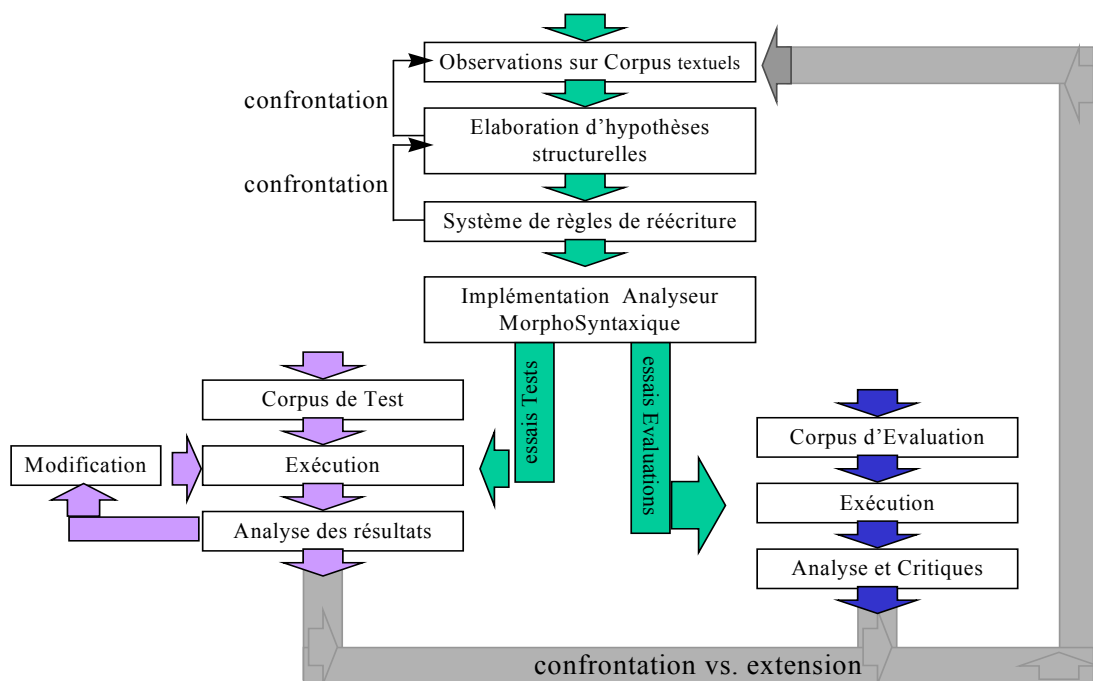 Observations sur Corpus textuels
confrontation
Elaboration d’hypothèses
structurelles
confrontation
Système de règles de réécriture
Implémentation Analyseur
MorphoSyntaxique
essais Tests
essais Evaluations
Corpus de Test
Modification
Exécution
Analyse des résultats
Corpus d’Evaluation
Exécution
Analyse et Critiques
confrontation vs. extension